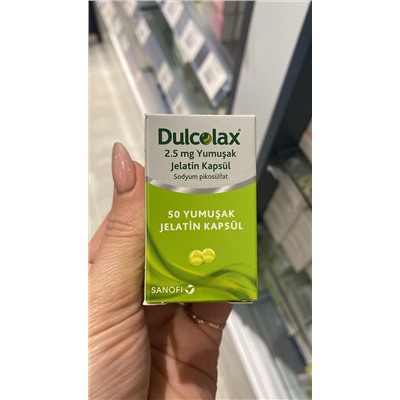 Dulcolax®
2.5 mg Yumuşak
Jelatin Kapsül
Sodyum pikosülfat
50 YUMUŞAK
JELATİN KAPSÜL
SANOFI